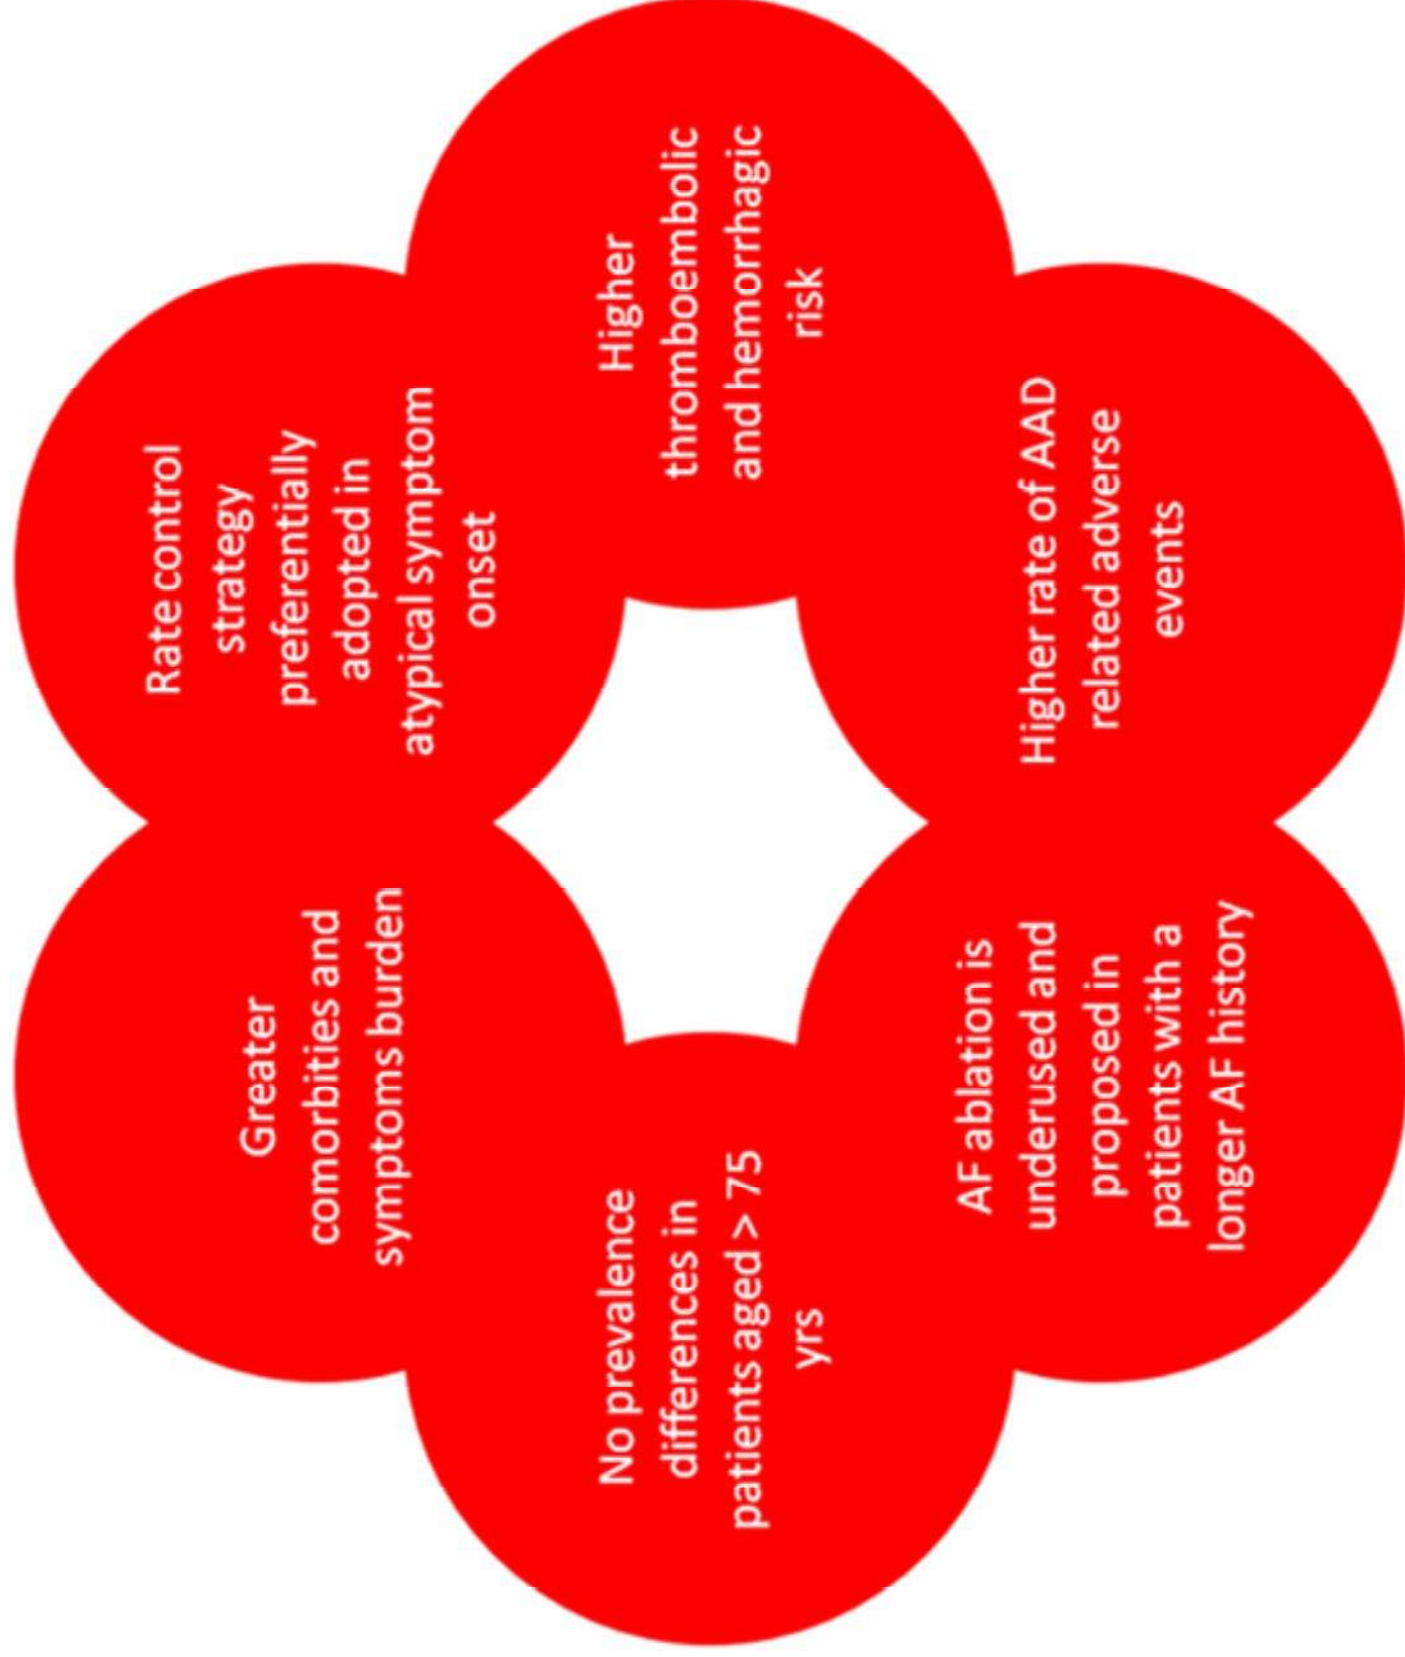 Greater
comorbities and
symptoms burden
Rate control
strategy
preferentially
adopted in
atypical symptom
onset
No prevalence
differences in
patients aged > 75
yrs
Higher
thromboembolic
and hemorrhagic
risk
AF ablation is
underused and
proposed in
patients with a
longer AF history
Higher rate of AAD
related adverse
events